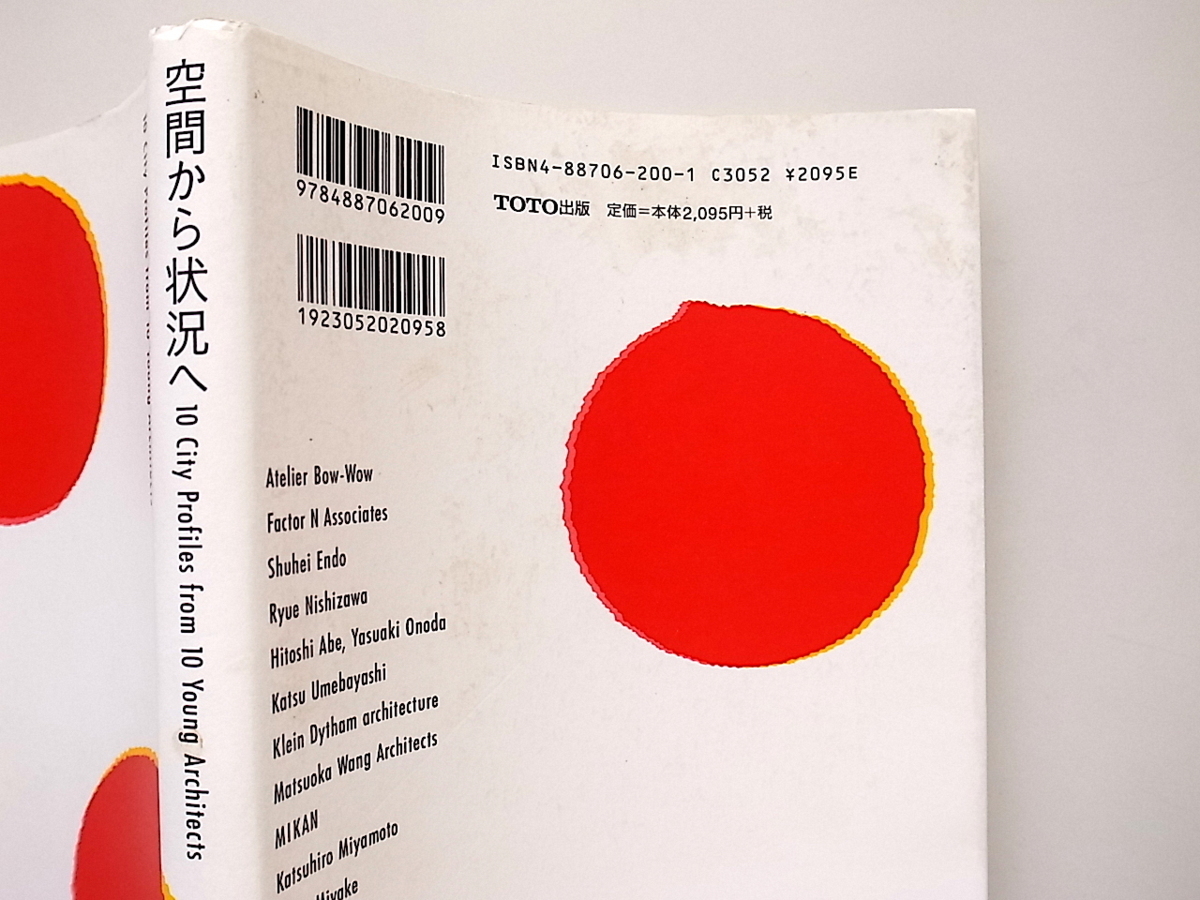 空間から状況へ 10 City Profiles from 10 Young Architects
9784887062009
1923052020958
ISBN4-88706-200-1 C3052 ¥2095E
TOTO出版 定価=本体2,095円+税
Atelier Bow-Wow
Factor N Associates
Shuhei Endo
Ryue Nishizawa
Hitoshi Abe, Yasuaki Onoda
Katsu Umebayashi
Klein Dytham architecture
Matsuoka Wang Architects
MIKAN
Katsuhiro Miyamoto
Miyake